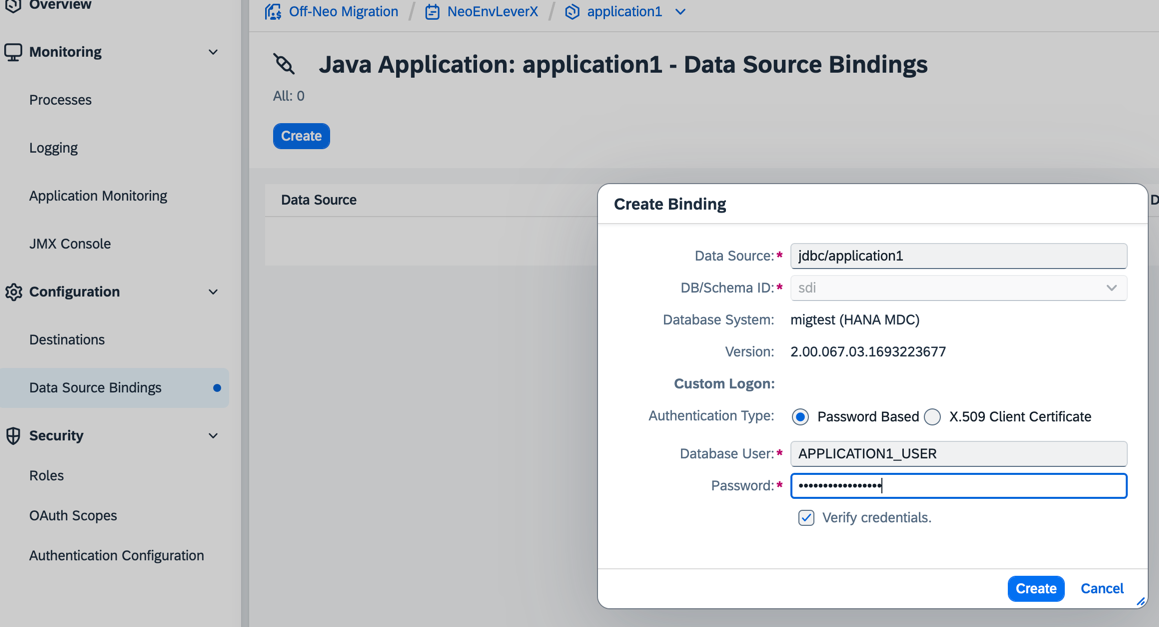 Overview
Off-Neo Migration / NeoEnvLeverX / application1
Monitoring
Java Application: application1 - Data Source Bindings
All: 0
Processes
Create
Logging
Application Monitoring
Data Source
D
JMX Console
Configuration
Destinations
Data Source Bindings
Security
Roles
OAuth Scopes
Authentication Configuration
Create Binding
Data Source:* jdbc/application1
DB/Schema ID:* sdi
Database System: migtest (HANA MDC)
Version: 2.00.067.03.1693223677
Custom Logon:
Authentication Type: Password Based X.509 Client Certificate
Database User:* APPLICATION1_USER
Password:* •••••••••••••••••
Verify credentials.
Create Cancel